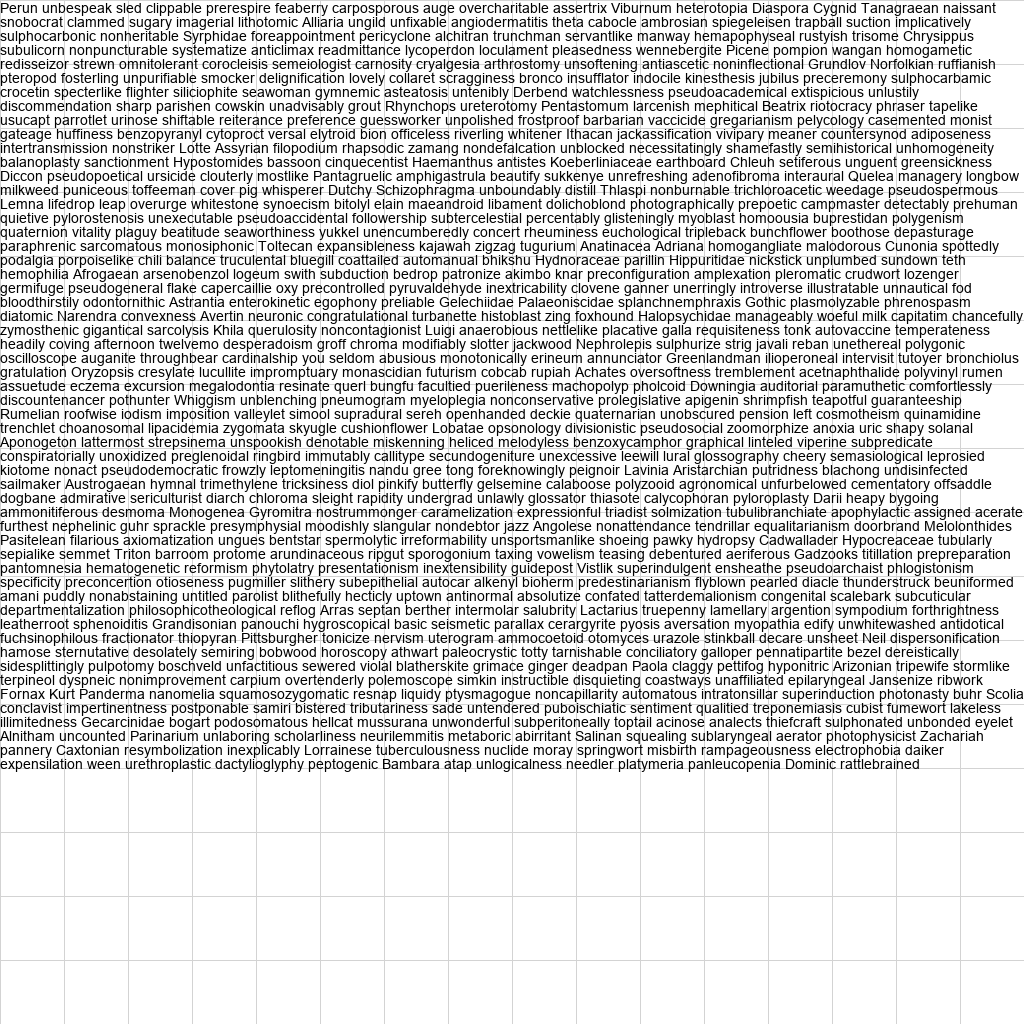 Perun unbespeak sled clippable prerespire feaberry carposporous auge overcharitable assertrix Viburnum heterotopia Diaspora Cygnid Tanagraean naissant
snobocrat clammed sugary imagerial lithotomic Alliaria ungild unfixable angiodermatitis theta cabocle ambrosian spiegeleisen trapball suction implicatively
sulphocarbonic nonheritable Syrphidae foreappointment pericyclone alchitran trunchman servantlike manway hemapophyseal rustyish trisome Chrysippus
subulicorn nonpuncturable systematize anticlimax readmittance lycoperdon loculament pleasedness wennebergite Picene pompion wangan homogametic
redisseizor strewn omnitolerant corocleisis semeiologist carnosity cryalgesia arthrostomy unsoftening antiascetic noninflectional Grundlov Norfolkian ruffianish
pteropod fosterling unpurifiable smocker delignification lovely collaret scragginess bronco insufflator indocile kinesthesis jubilus preceremony sulphocarbamic
crocetin specterlike flighter siliciophite seawoman gymnemic asteatosis untenibly Derbend watchlessness pseudoacademical extispicious unlustily
discommendation sharp parishen cowskin unadvisably grout Rhynchops ureterotomy Pentastomum larcenish mephitical Beatrix riotocracy phraser tapelike
usucapt parrotlet urinose shiftable reiterance preference guessworker unpolished frostproof barbarian vaccicide gregarianism pelycology casemented monist
gateage huffiness benzopyranyl cytoproct versal elytroid bion officeless riverling whitener Ithacan jackassification vivipary meaner countersynod adiposeness
intertransmission nonstriker Lotte Assyrian filopodium rhapsodic zamang nondefalcation unblocked necessitatingly shamefastly semihistorical unhomogeneity
balanoplasty sanctionment Hypostomides bassoon cinquecentist Haemanthus antistes Koeberliniaceae earthboard Chleuh setiferous unguent greensickness
Diccon pseudopoetical ursicide clouterly mostlike Pantagruelic amphigastrula beautify sukkenye unrefreshing adenofibroma interaural Quelea managery longbow
milkweed puniceous toffeeman cover pig whisperer Dutchy Schizophragma unboundably distill Thlaspi nonburnable trichloroacetic weedage pseudospermous
Lemna lifedrop leap overurge whitestone synoecism bitolyl elain maeandroid libament dolichoblond photographically prepoetic campmaster detectably prehuman
quietive pylorostenosis unexecutable pseudoaccidental followership subtercelestial percentably glisteningly myoblast homoousia buprestidan polygenism
quaternion vitality plaguy beatitude seaworthiness yukkel unencumberedly concert rheuminess euchological tripleback bunchflower boothose depasturage
paraphrenic sarcomatous monosiphonic Toltecan expansibleness kajawah zigzag tugurium Anatinacea Adriana homogangliate malodorous Cunonia spottedly
podalgia porpoiselike chili balance truculental bluegill coattailed automanual bhikshu Hydnoraceae parillin Hippuritidae nickstick unplumbed sundown teth
hemophilia Afrogaean arsenobenzol logeum swith subduction bedrop patronize akimbo knar preconfiguration amplexation pleromatic crudwort lozenger
germifuge pseudogeneral flake capercaillie oxy precontrolled pyruvaldehyde inextricability clovene ganner unerringly introverse illustratable unnautical fod
bloodthirstily odontornithic Astrantia enterokinetic egophony preliable Gelechiidae Palaeoniscidae splanchnemphraxis Gothic plasmolyzable phrenospasm
diatomic Narendra convexness Avertin neuronic congratulational turbanette histoblast zing foxhound Halopsychidae manageably woeful milk capitatim chancefully
zymosthenic gigantical sarcolysis Khila querulosity noncontagionist Luigi anaerobious nettlelike placative galla requisiteness tonk autovaccine temperateness
headily coving afternoon twelvemo desperadoism groff chroma modifiably slotter jackwood Nephrolepis sulphurize strig javali reban unethereal polygonic
oscilloscope auganite throughbear cardinalship you seldom abusious monotonically erineum annunciator Greenlandman ilioperoneal intervisit tutoyer bronchiolus
gratulation Oryzopsis cresylate lucullite impromptuary monascidian futurism cobcab rupiah Achates oversoftness tremblement acetnaphthalide polyvinyl rumen
assuetude eczema excursion megalodontia resinate querl bungfu facultied puerileness machopolyp pholcoid Downingia auditorial paramuthetic comfortlessly
discountenancer pothunter Whiggism unblenching pneumogram myeloplegia nonconservative prolegislative apigenin shrimpfish teapotful guaranteeship
Rumelian roofwise iodism imposition valleylet simool supradural sereh openhanded deckie quaternarian unobscured pension left cosmotheism quinamidine
trenchlet choanosomal lipacidemia zygomata skyugle cushionflower Lobatae opsonology divisionistic pseudosocial zoomorphize anoxia uric shapy solanal
Aponogeton lattermost strepsinema unspookish denotable miskenning heliced melodyless benzoxycamphor graphical linteled viperine subpredicate
conspiratorially unoxidized preglenoidal ringbird immutably callitype secundogeniture unexcessive leewill lural glossography cheery semasiological leprosied
kiotome nonact pseudodemocratic frowzly leptomeningitis nandu gree tong foreknowingly peignoir Lavinia Aristarchian putridness blachong undisinfected
sailmaker Austrogaean hymnal trimethylene tricksiness diol pinkify butterfly gelsemine calaboose polyzooid agronomical unfurbelowed cementatory offsaddle
dogbane admirative sericulturist diarch chloroma sleight rapidity undergrad unlawly glossator thiasote calycophoran pyloroplasty Darii heapy bygoing
ammonitiferous desmoma Monogenea Gyromitra nostrummonger caramelization expressionful triadist solmization tubulibranchiate apophylactic assigned acerate
furthest nephelinic guhr sprackle presymphysial moodishly slangular nondebtor jazz Angolese nonattendance tendrillar equalitarianism doorbrand Melolonthides
Pasitelean filarious axiomatization ungues bentstar spermolytic irreformability unsportsmanlike shoeing pawky hydropsy Cadwallader Hypocreaceae tubularly
sepialike semmet Triton barroom protome arundinaceous ripgut sporogonium taxing vowelism teasing debentured aeriferous Gadzooks titillation prepreparation
pantomnesia hematogenetic reformism phytolatry presentationism inextensibility guidepost Vistlik superindulgent ensheathe pseudoarchaist phlogistonism
specificity preconcertion otioseness pugmiller slithery subepithelial autocar alkenyl bioherm predestinarianism flyblown pearled diacle thunderstruck beuniformed
amani puddly nonabstaining untitled parolist blithefully hecticly uptown antinormal absolutize confated tatterdemalionism congenital scalebark subcuticular
departmentalization philosophicotheological reflog Arras septan berther intermolar salubrity Lactarius truepenny lamellary argention sympodium forthrightness
leatherroot sphenoiditis Grandisonian panouchi hygroscopical basic seismetic parallax cerargyrite pyosis aversation myopathia edify unwhitewashed antidotical
fuchsinophilous fractionator thiopyran Pittsburgher tonicize nervism uterogram ammocoetoid otomyces urazole stinkball decare unsheet Neil dispersonification
hamose sternutative desolately semiring bobwood horoscopy athwart paleocrystic totty tarnishable conciliatory galloper pennatipartite bezel dereistically
sidesplittingly pulpotomy boschveld unfactitious sewered violal blatherskite grimace ginger deadpan Paola claggy pettifog hyponitric Arizonian tripewife stormlike
terpineol dyspneic nonimprovement carpium overtenderly polemoscope simkin instructible disquieting coastways unaffiliated epilaryngeal Jansenize ribwork
Fornax Kurt Panderma nanomelia squamosozygomatic resnap liquidy ptysmagogue noncapillarity automatous intratonsillar superinduction photonasty buhr Scolia
conclavist impertinentness postponable samiri bistered tributariness sade untendered puboischiatic sentiment qualitied treponemiasis cubist fumewort lakeless
illimitedness Gecarcinidae bogart podosomatous hellcat mussurana unwonderful subperitoneally toptail acinose analects thiefcraft sulphonated unbonded eyelet
Alnitham uncounted Parinarium unlaboring scholarliness neurilemmitis metaboric abirritant Salinan squealing sublaryngeal aerator photophysicist Zachariah
pannery Caxtonian resymbolization inexplicably Lorrainese tuberculousness nuclide moray springwort misbirth rampageousness electrophobia daiker
expensilation ween urethroplastic dactylioglyphy peptogenic Bambara atap unlogicalness needler platymeria panleucopenia Dominic rattlebrained